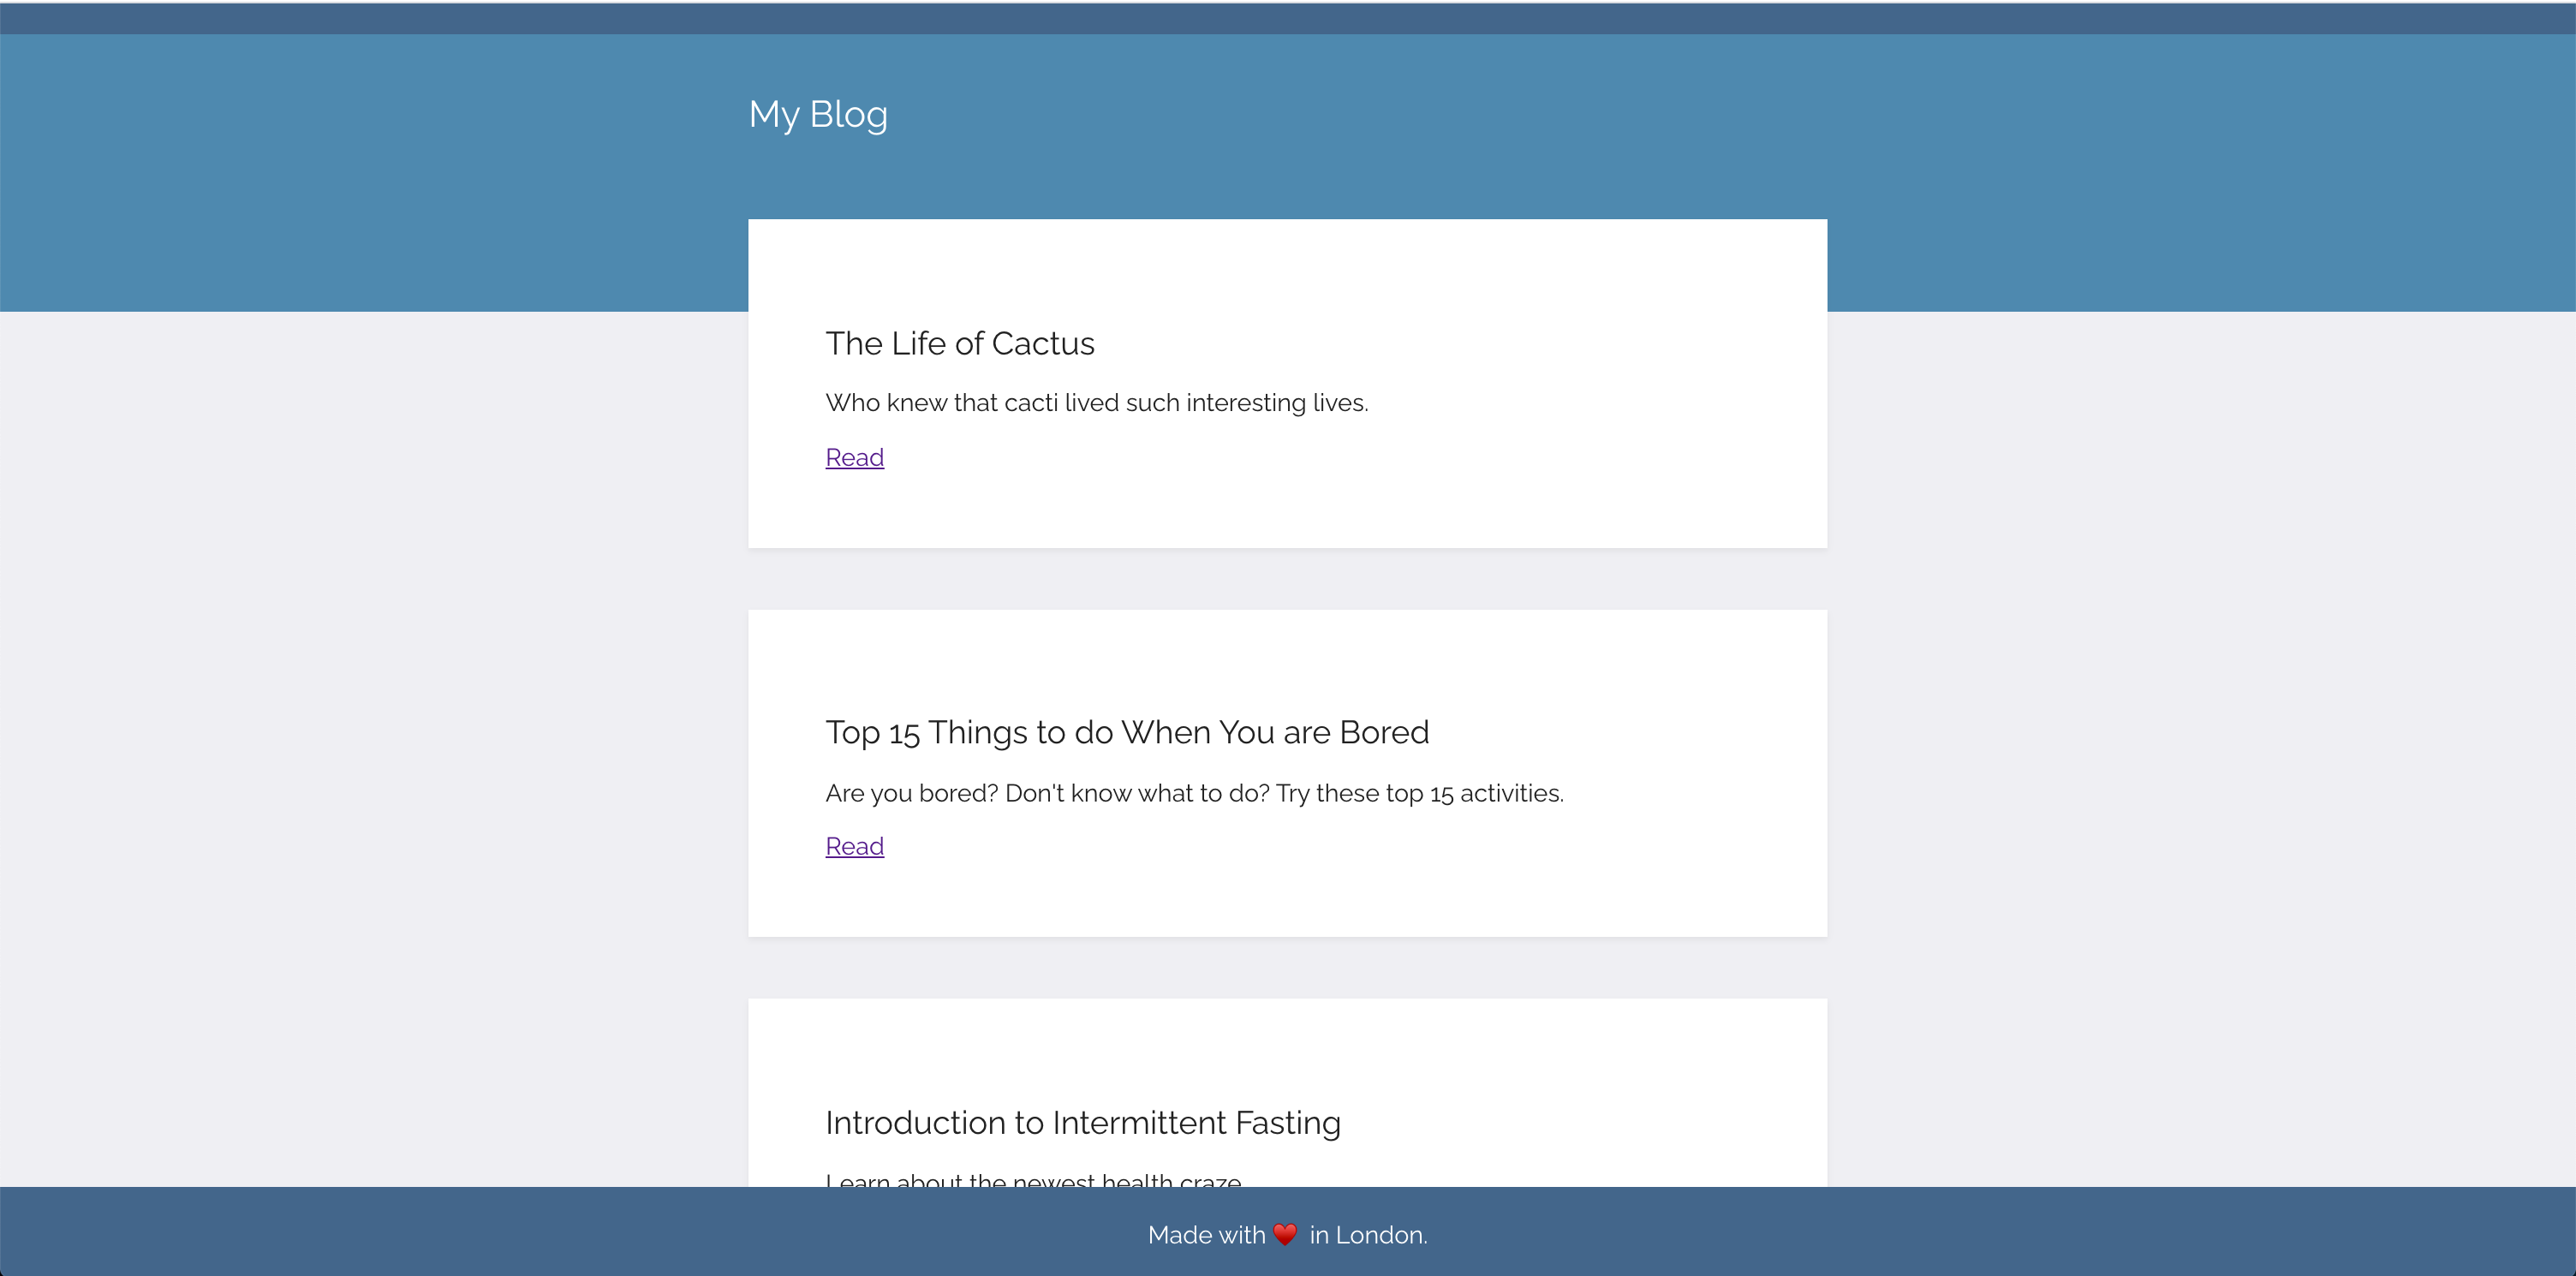 My Blog
The Life of Cactus
Who knew that cacti lived such interesting lives.
Read
Top 15 Things to do When You are Bored
Are you bored? Don't know what to do? Try these top 15 activities.
Read
Introduction to Intermittent Fasting
Learn about the newest health craze
Made with ❤️ in London.